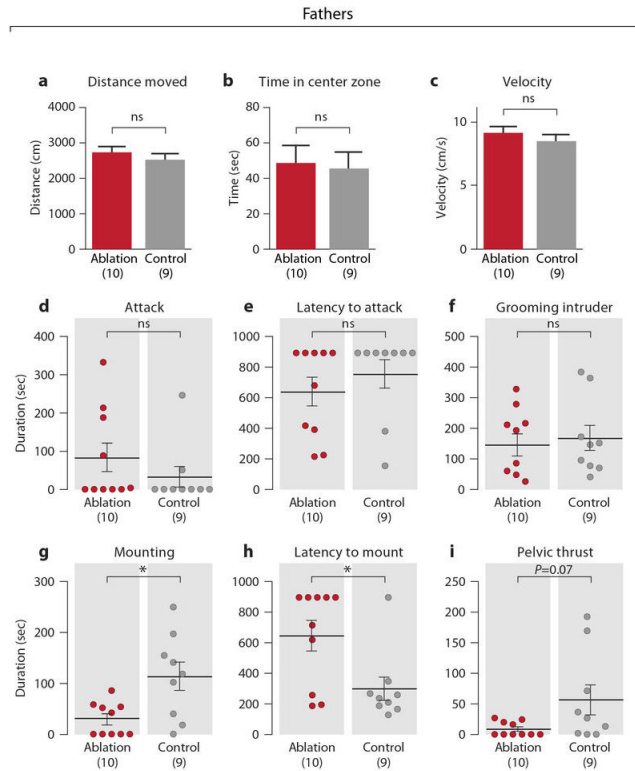 Fathers
a Distance moved
ns
Distance (cm)
4000
3000
2000
1000
0
Ablation
(10)
Control
(9)
b Time in center zone
ns
Time (sec)
80
60
40
20
0
Ablation
(10)
Control
(9)
c Velocity
ns
Velocity (cm/s)
10
5
0
Ablation
(10)
Control
(9)
d Attack
ns
Duration (sec)
400
300
200
100
0
Ablation
(10)
Control
(9)
e Latency to attack
ns
1000
800
600
400
200
0
Ablation
(10)
Control
(9)
f Grooming intruder
ns
500
400
300
200
100
0
Ablation
(10)
Control
(9)
g Mounting
*
Duration (sec)
300
200
100
0
Ablation
(10)
Control
(9)
h Latency to mount
*
1000
800
600
400
200
0
Ablation
(10)
Control
(9)
i Pelvic thrust
P=0.07
250
200
150
100
50
0
Ablation
(10)
Control
(9)